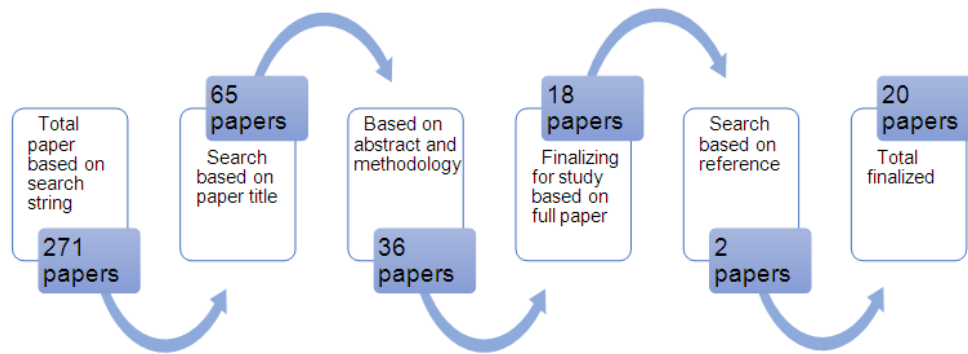 Total
paper
based on
search
string
271
papers
65
papers
Search
based on
paper title
Based on
abstract and
methodology
36
papers
18
papers
Finalizing
for study
based on
full paper
Search
based on
reference
2
papers
20
papers
Total
finalized